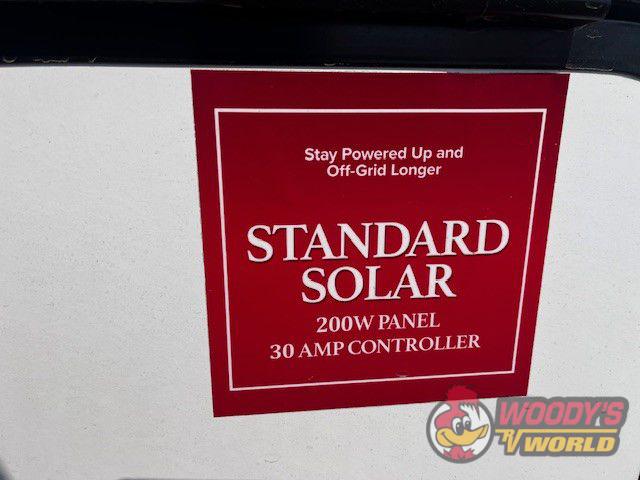 Stay Powered Up and
Off-Grid Longer
STANDARD
SOLAR
200W PANEL
30 AMP CONTROLLER
WOODY'S
RV WORLD